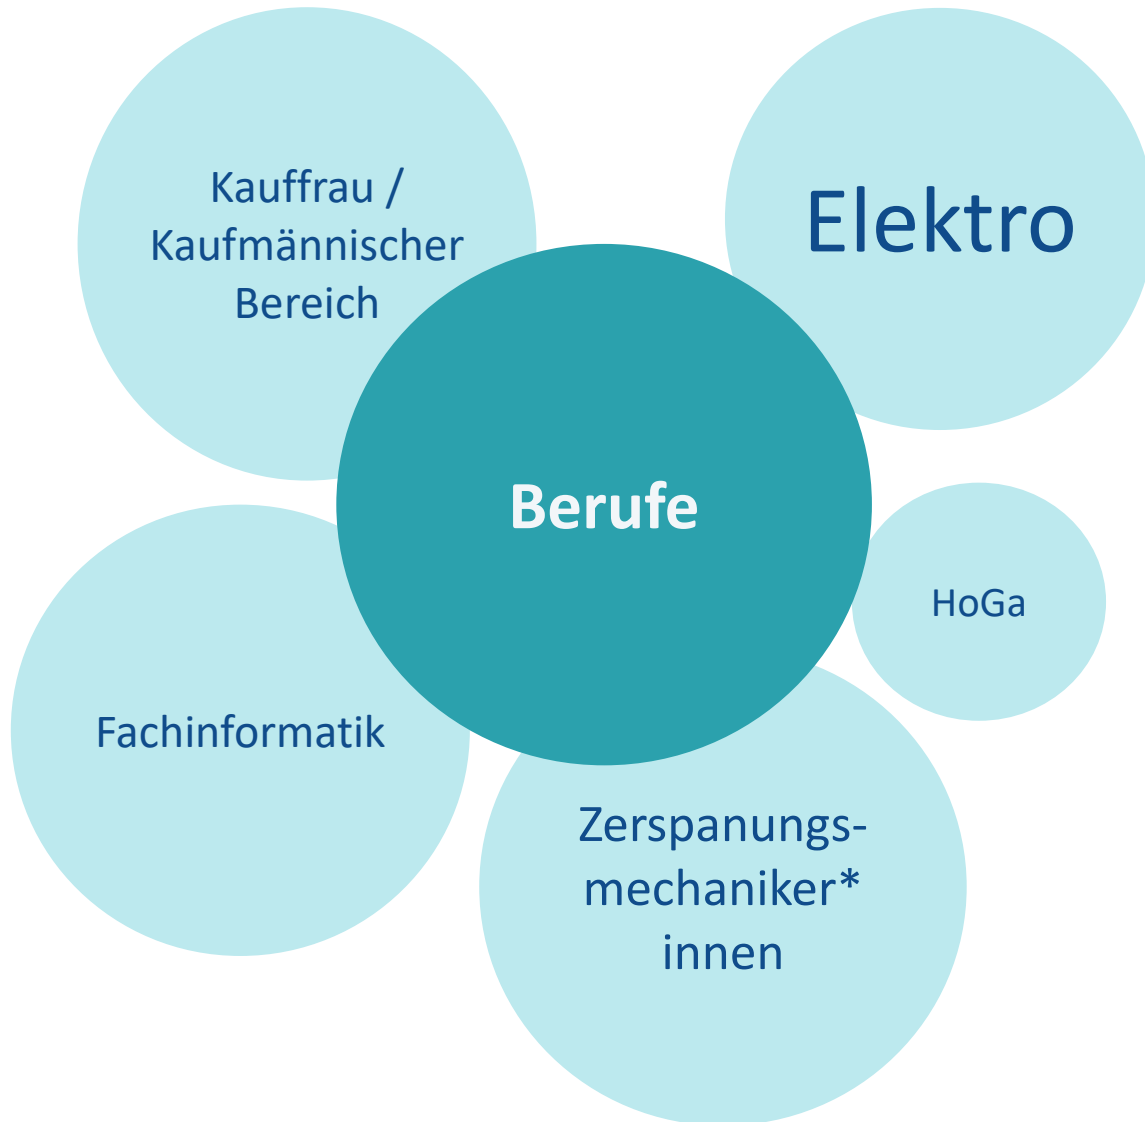 Kauffrau /
Kaufmännischer
Bereich
Elektro
Berufe
HoGa
Fachinformatik
Zerspanungs-
mechaniker*
innen